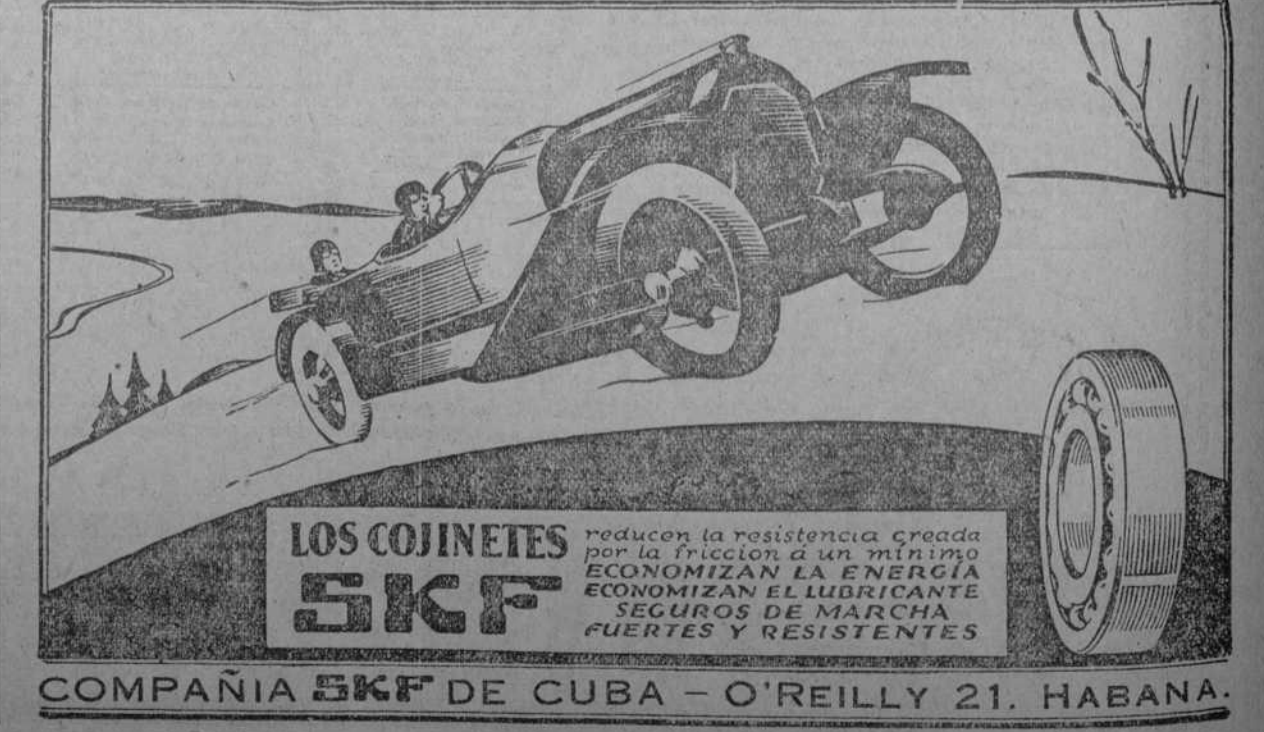 LOS COJINETES
SKF
reducen la resistencia creada
por la friccion á un mínimo
ECONOMIZAN LA ENERGÍA
ECONOMIZAN EL LUBRICANTE
SEGUROS DE MARCHA
FUERTES Y RESISTENTES
COMPAÑIA SKF DE CUBA – O'REILLY 21. HABANA.